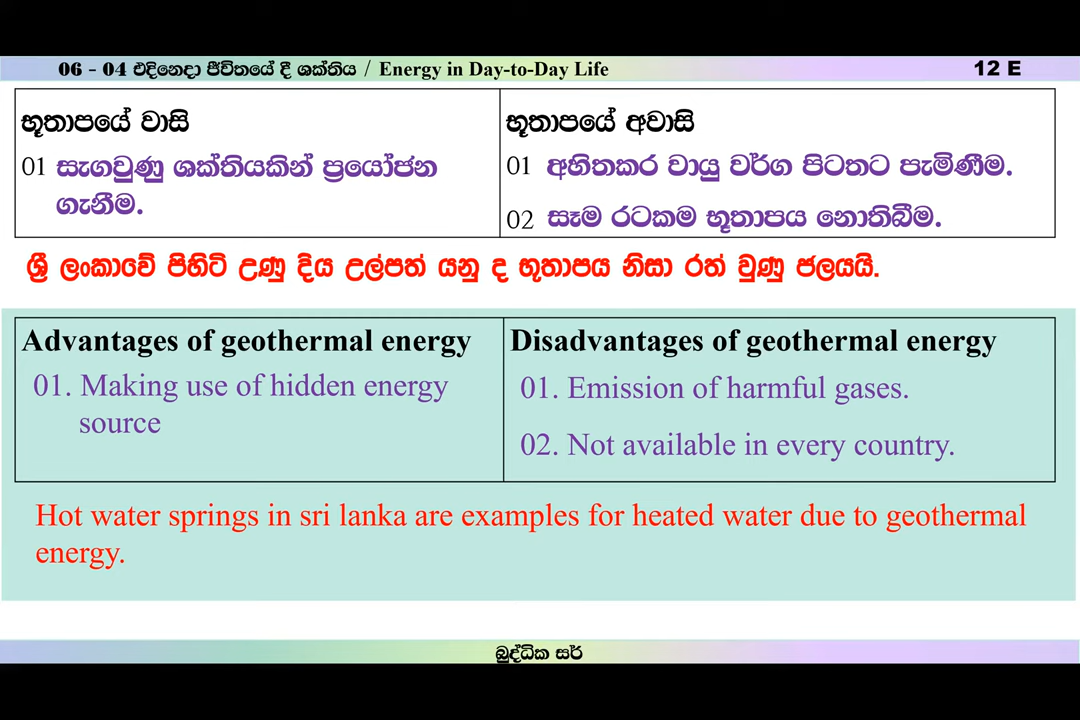 06 - 04 එදිනෙදා ජීවිතයේ දී ශක්තිය / Energy in Day-to-Day Life 12 E
භූතාපයේ වාසි
01 සැඟවුණු ශක්තියකින් ප්‍රයෝජන
ගැනීම.
භූතාපයේ අවාසි
01 අහිතකර වායු වර්ග පිටතට පැමිණීම.
02 සෑම රටකම භූතාපය නොතිබීම.
ශ්‍රී ලංකාවේ පිහිටි උණු දිය උල්පත් යනු ද භූතාපය නිසා රත් වුණු ජලයයි.
Advantages of geothermal energy
01. Making use of hidden energy
source
Disadvantages of geothermal energy
01. Emission of harmful gases.
02. Not available in every country.
Hot water springs in sri lanka are examples for heated water due to geothermal
energy.
බුද්ධික සර්